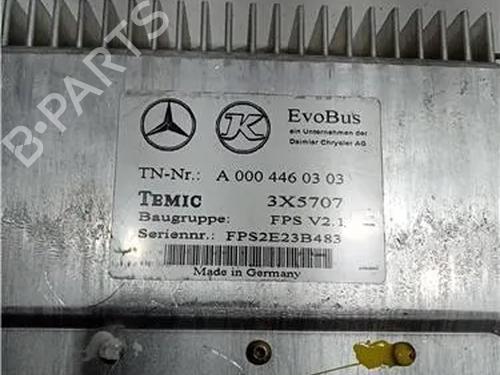 B-PARTS
K
EvoBus
ein Unternehmen der
Daimler Chrysler AG
TN-Nr.: A 000 446 03 03
TEMIC 3X5707
Baugruppe: FPS V2.1
Seriennr.: FPS2E23B483
Made in Germany